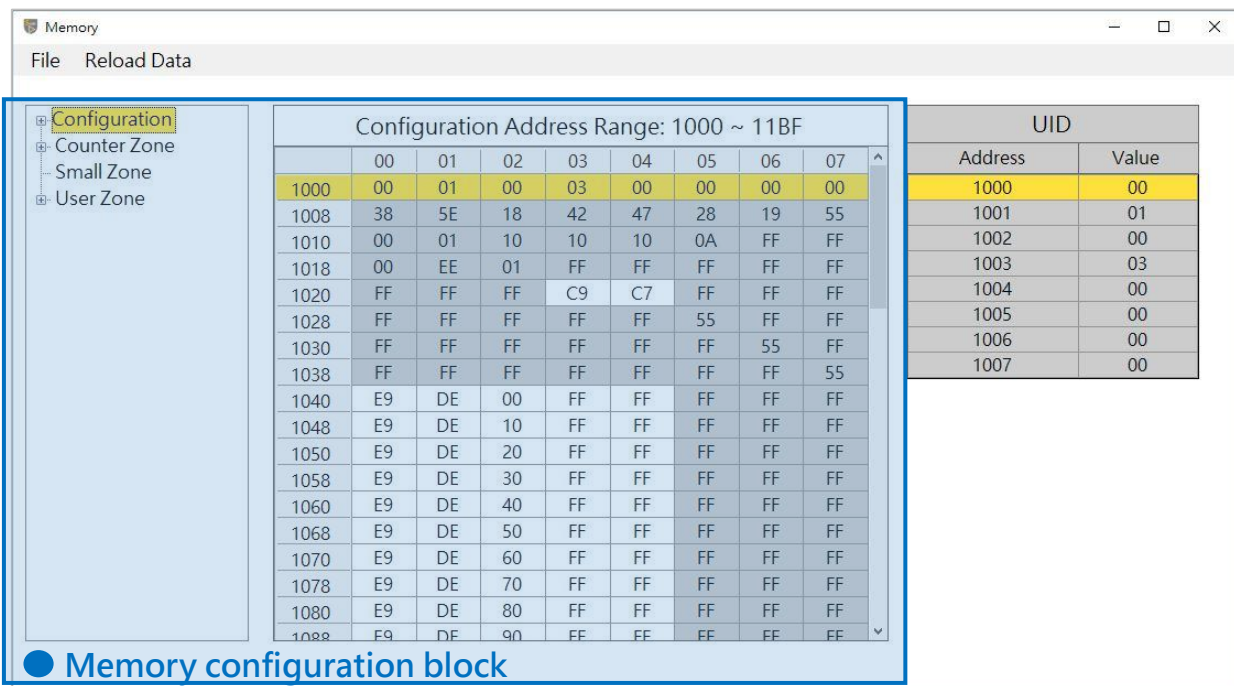 Memory
File Reload Data
Configuration
Counter Zone
Small Zone
User Zone
Configuration Address Range: 1000 ~ 11BF
00 01 02 03 04 05 06 07
1000 00 01 00 03 00 00 00 00
1008 38 5E 18 42 47 28 19 55
1010 00 01 10 10 10 0A FF FF
1018 00 EE 01 FF FF FF FF FF
1020 FF FF FF C9 C7 FF FF FF
1028 FF FF FF FF FF 55 FF FF
1030 FF FF FF FF FF FF 55 FF
1038 FF FF FF FF FF FF FF 55
1040 E9 DE 00 FF FF FF FF FF
1048 E9 DE 10 FF FF FF FF FF
1050 E9 DE 20 FF FF FF FF FF
1058 E9 DE 30 FF FF FF FF FF
1060 E9 DE 40 FF FF FF FF FF
1068 E9 DE 50 FF FF FF FF FF
1070 E9 DE 60 FF FF FF FF FF
1078 E9 DE 70 FF FF FF FF FF
1080 E9 DE 80 FF FF FF FF FF
1088 E9 DE 90 FF FF FF FF FF
UID
Address Value
1000 00
1001 01
1002 00
1003 03
1004 00
1005 00
1006 00
1007 00
Memory configuration block